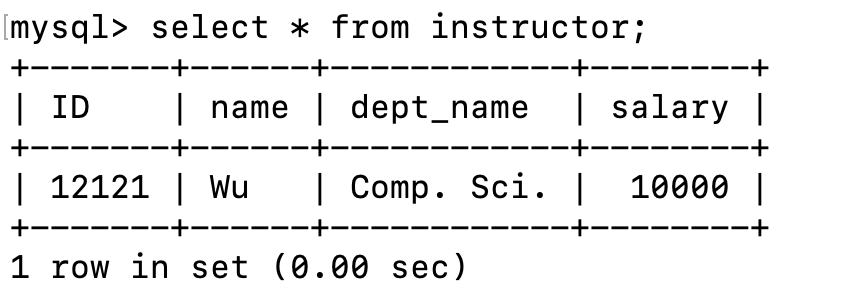 [mysql> select * from instructor;
+-------+------+------------+--------+
| ID    | name | dept_name  | salary |
+-------+------+------------+--------+
| 12121 | Wu   | Comp. Sci. |  10000 |
+-------+------+------------+--------+
1 row in set (0.00 sec)